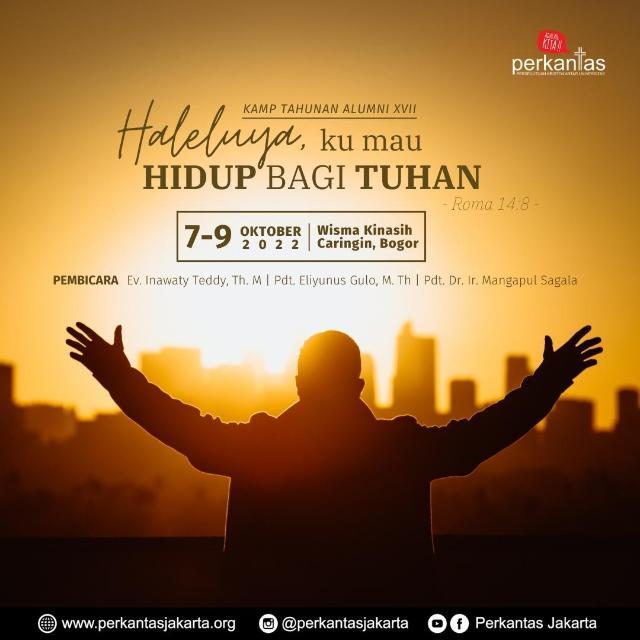 perkantas
KAMP TAHUNAN ALUMNI XVII
Haleluya, ku mau
HIDUP BAGI TUHAN
- Roma 14:8 -
7-9 OKTOBER 2022 | Wisma Kinasih
Caringin, Bogor
PEMBICARA Ev. Inawaty Teddy, Th. M | Pdt. Eliyunus Gulo, M. Th | Pdt. Dr. Ir. Mangapul Sagala
www.perkantasjakarta.org @perkantasjakarta Perkantas Jakarta